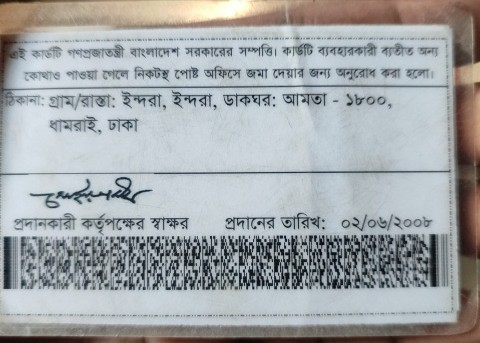 এই কার্ডটি গণপ্রজাতন্ত্রী বাংলাদেশ সরকারের সম্পত্তি। কার্ডটি ব্যবহারকারী ব্যতীত অন্য
কোথাও পাওয়া গেলে নিকটস্থ পোষ্ট অফিসে জমা দেয়ার জন্য অনুরোধ করা হলো।
ঠিকানা: গ্রাম/রাস্তা: ইন্দরা, ইন্দরা, ডাকঘর: আমতা - ১৮০০,
ধামরাই, ঢাকা
প্রদানকারী কর্তৃপক্ষের স্বাক্ষর প্রদানের তারিখ: ০২/০৬/২০০৮